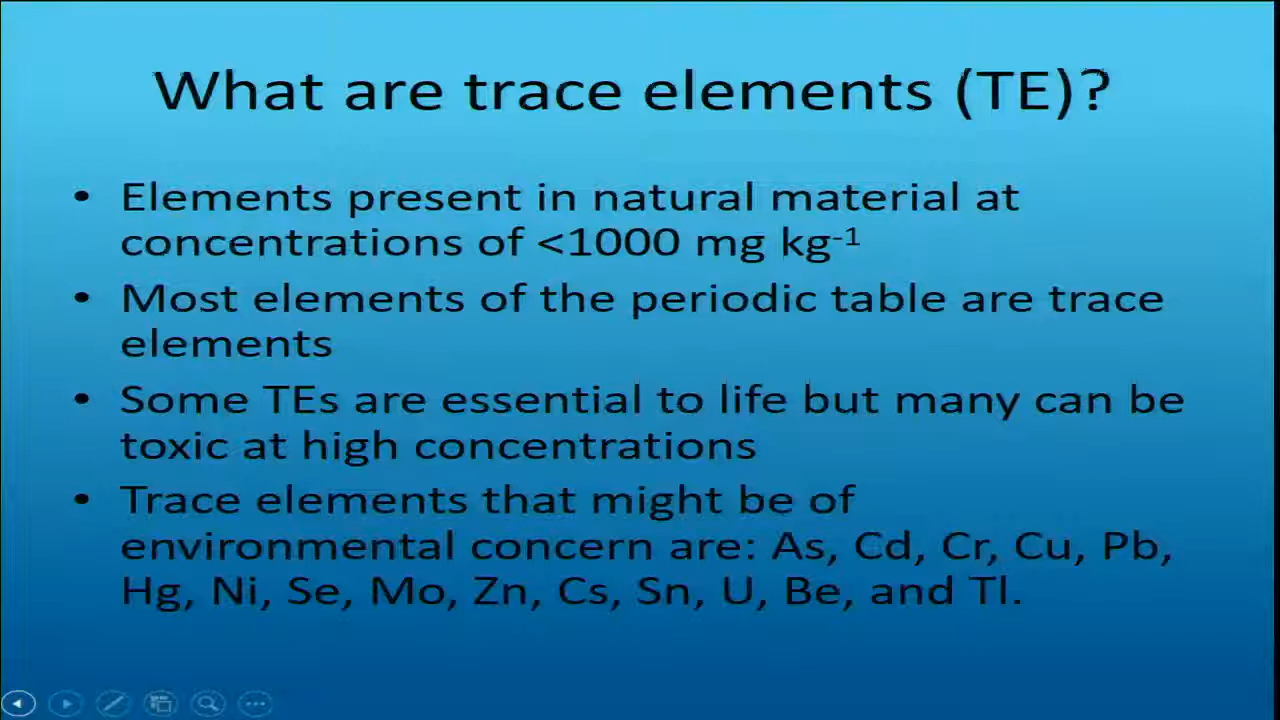 What are trace elements (TE)?
• Elements present in natural material at
concentrations of <1000 mg kg⁻¹
• Most elements of the periodic table are trace
elements
• Some TEs are essential to life but many can be
toxic at high concentrations
• Trace elements that might be of
environmental concern are: As, Cd, Cr, Cu, Pb,
Hg, Ni, Se, Mo, Zn, Cs, Sn, U, Be, and Tl.